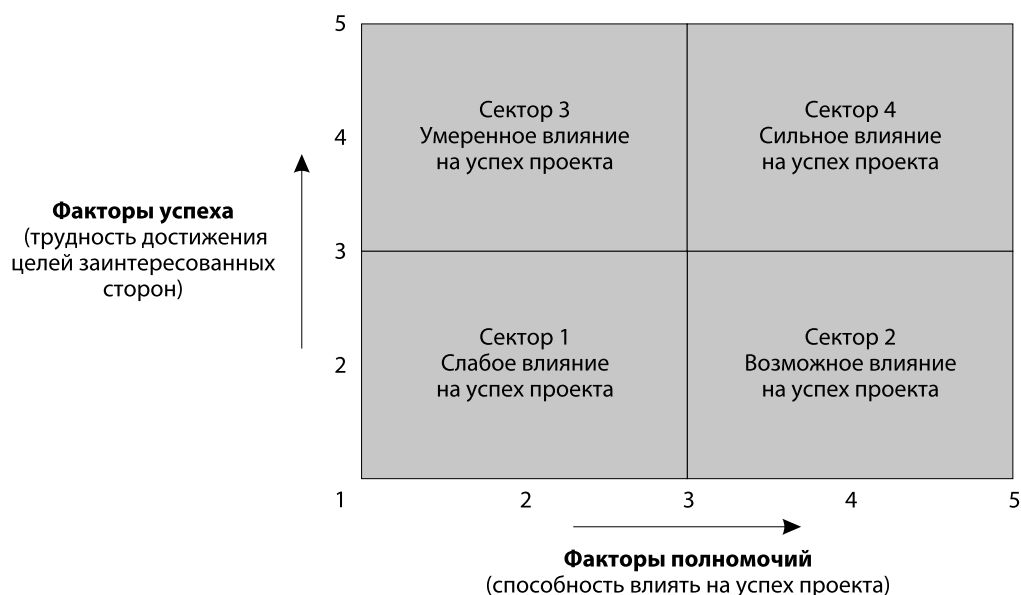 5
Сектор 3
Умеренное влияние
на успех проекта
Сектор 4
Сильное влияние
на успех проекта
4
Факторы успеха
(трудность достижения
целей заинтересованных
сторон)
3
Сектор 1
Слабое влияние
на успех проекта
Сектор 2
Возможное влияние
на успех проекта
2
1 2 3 4 5
Факторы полномочий
(способность влиять на успех проекта)